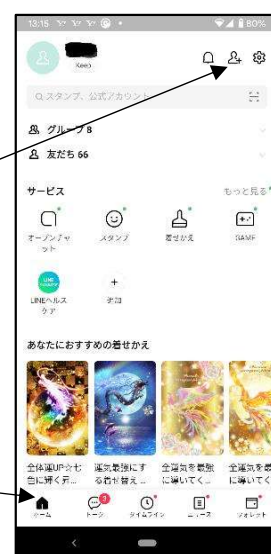 13:15
80%
Keep
スタンプ、公式アカウント
グループ 8
友だち 66
サービス
もっと見る
オープンチャ
ット
スタンプ
着せかえ
GAME
LINEヘルス
ケア
追加
あなたにおすすめの着せかえ
全体運UP☆七
色に輝く昇...
運気最強にす
る着せ替え...
全運気を最強
に導いてく...
全運気を最
に導いてく
ホーム
トーク
3
タイムライン
ニュース
ウォレット